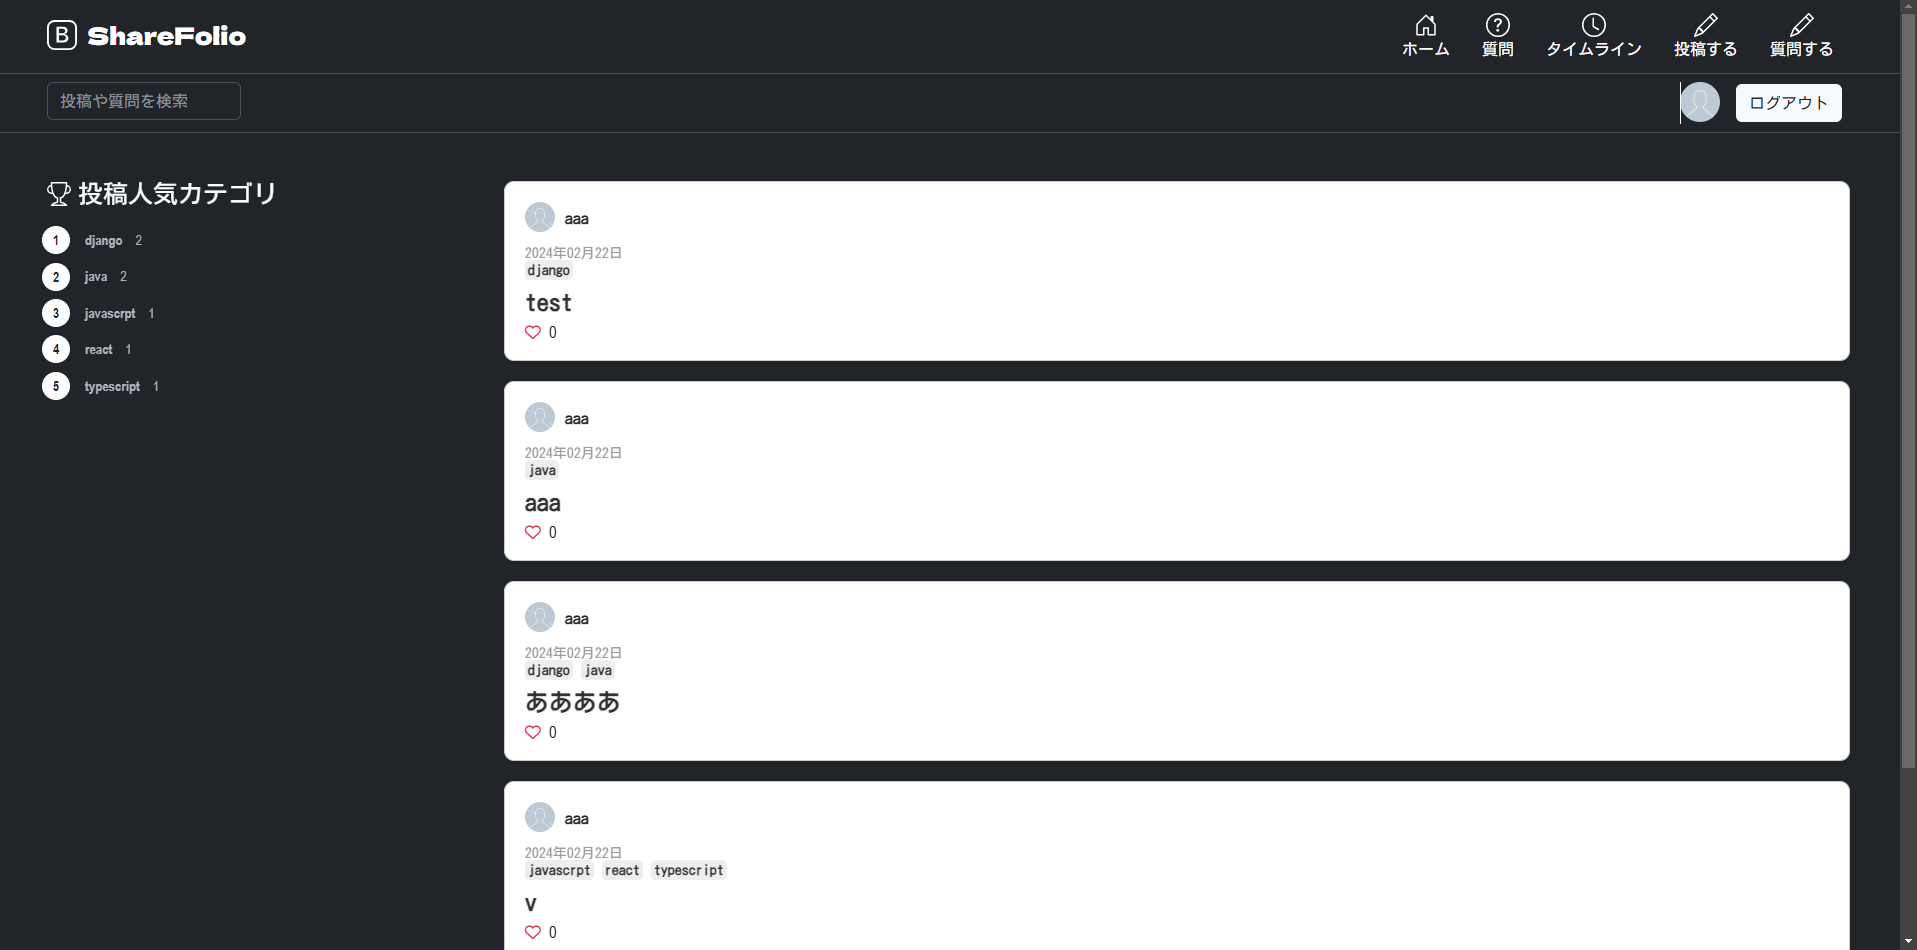 B ShareFolio
ホーム 質問 タイムライン 投稿する 質問する
投稿や質問を検索
ログアウト
投稿人気カテゴリ
1 django 2
2 java 2
3 javascrpt 1
4 react 1
5 typescript 1
aaa
2024年02月22日
django
test
0
aaa
2024年02月22日
java
aaa
0
aaa
2024年02月22日
django java
ああああ
0
aaa
2024年02月22日
javascrpt react typescript
v
0